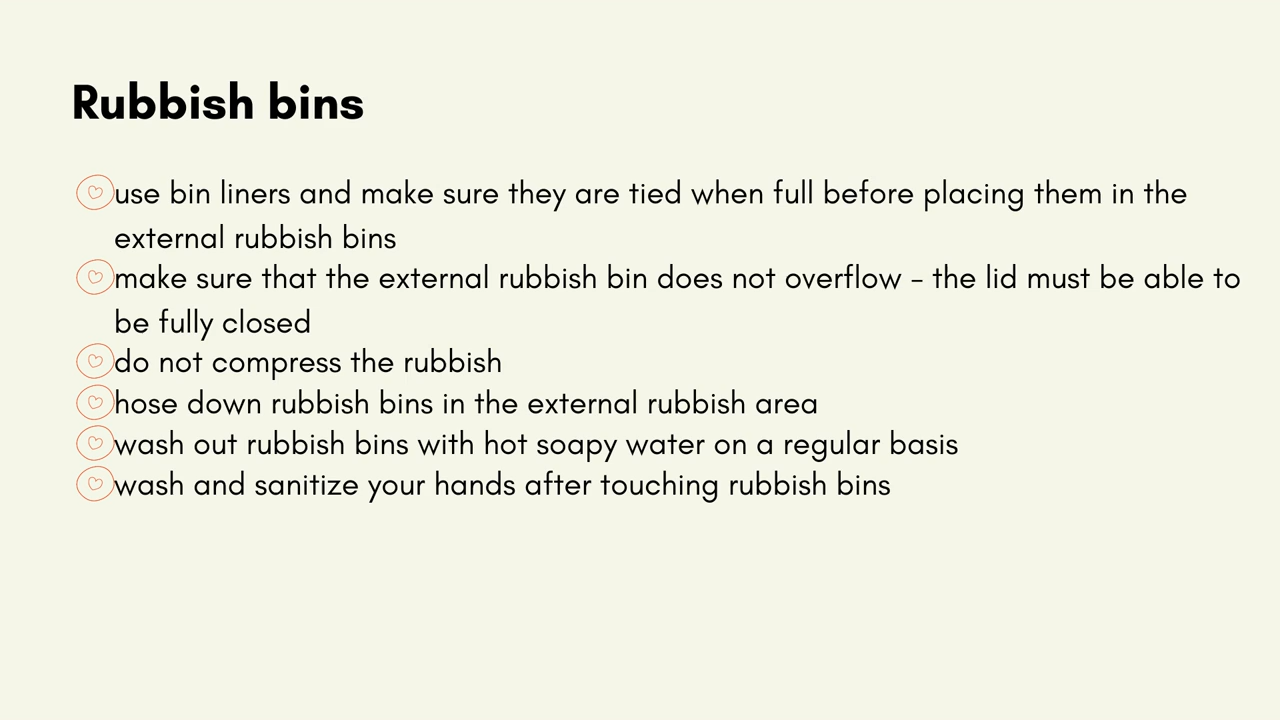 Rubbish bins
use bin liners and make sure they are tied when full before placing them in the
external rubbish bins
make sure that the external rubbish bin does not overflow – the lid must be able to
be fully closed
do not compress the rubbish
hose down rubbish bins in the external rubbish area
wash out rubbish bins with hot soapy water on a regular basis
wash and sanitize your hands after touching rubbish bins